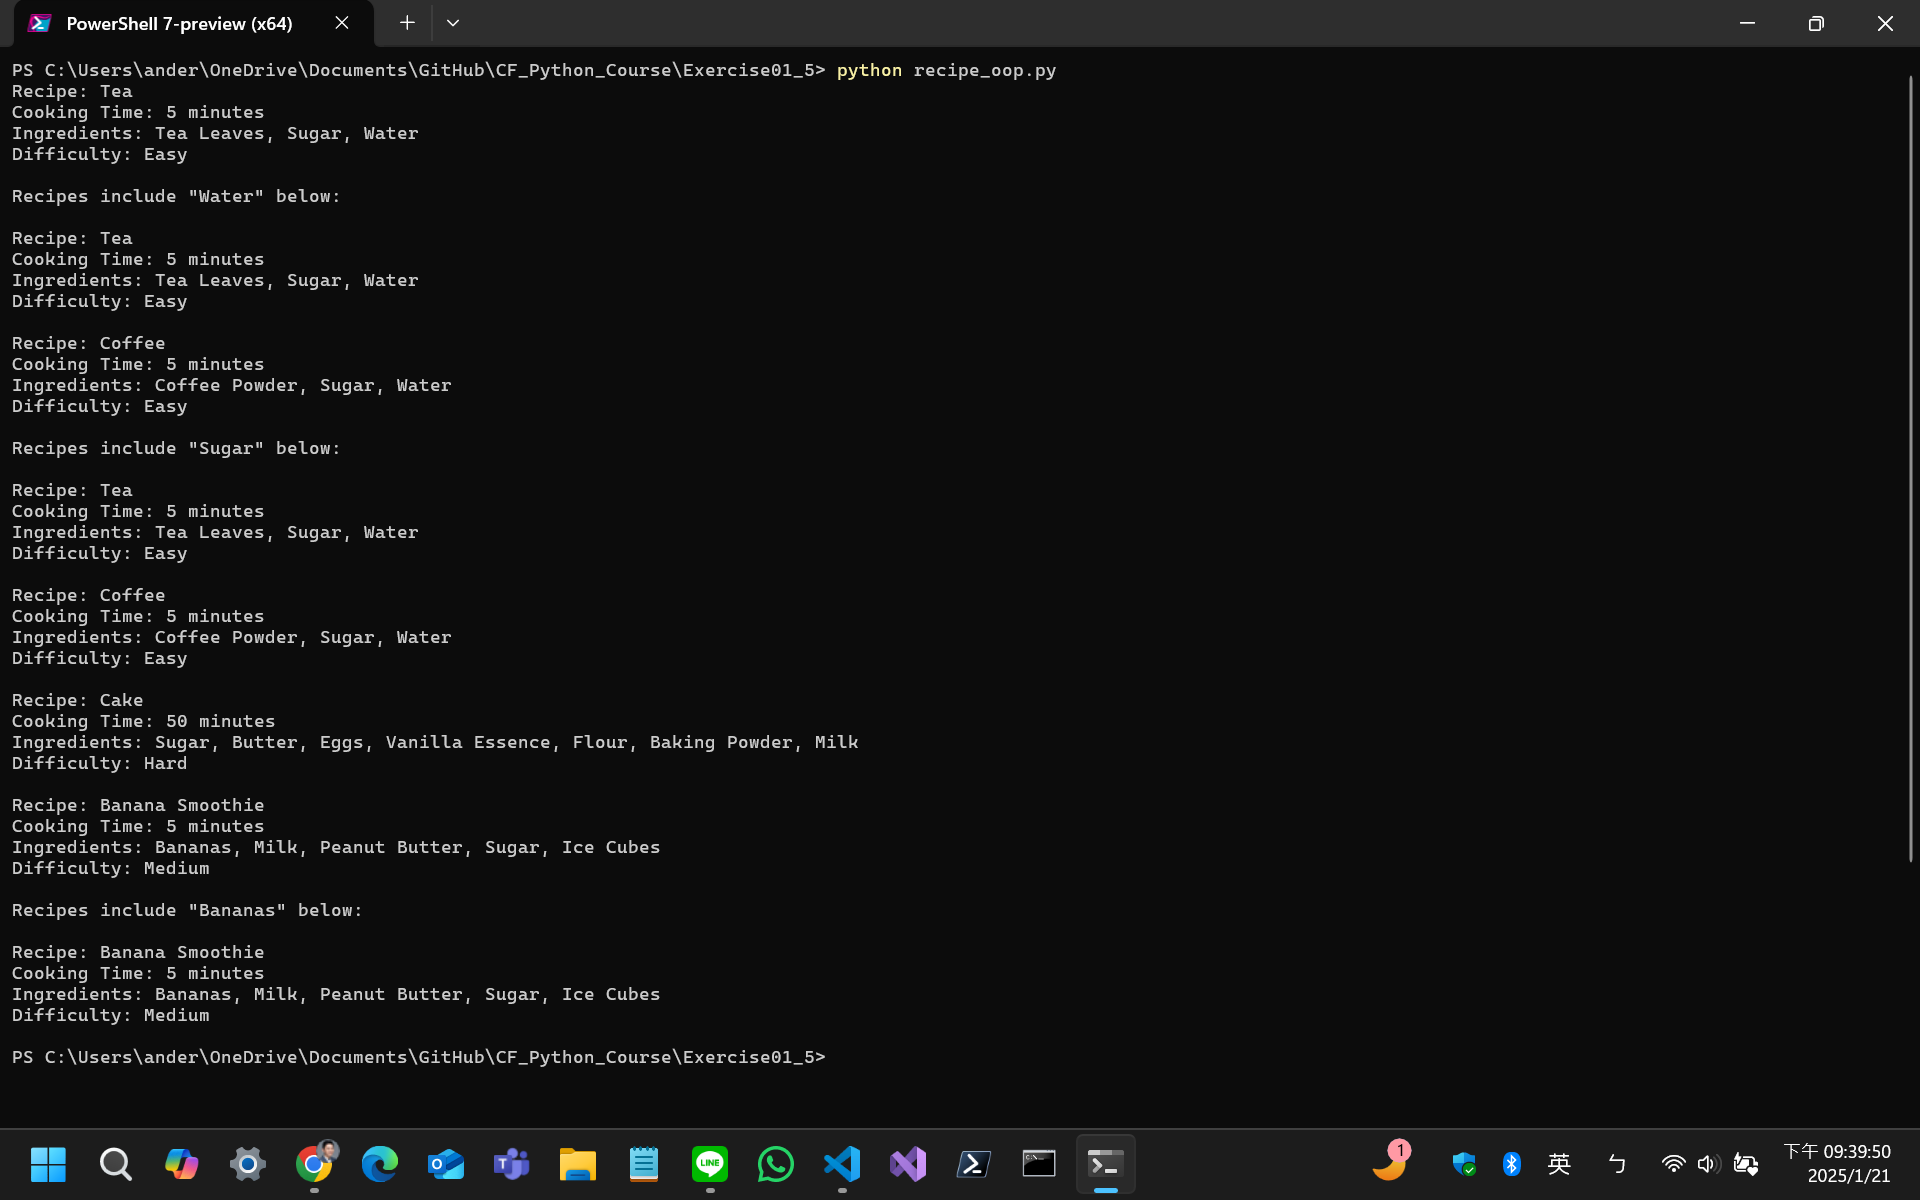 PowerShell 7-preview (x64)
PS C:\Users\ander\OneDrive\Documents\GitHub\CF_Python_Course\Exercise01_5> python recipe_oop.py
Recipe: Tea
Cooking Time: 5 minutes
Ingredients: Tea Leaves, Sugar, Water
Difficulty: Easy
Recipes include "Water" below:
Recipe: Tea
Cooking Time: 5 minutes
Ingredients: Tea Leaves, Sugar, Water
Difficulty: Easy
Recipe: Coffee
Cooking Time: 5 minutes
Ingredients: Coffee Powder, Sugar, Water
Difficulty: Easy
Recipes include "Sugar" below:
Recipe: Tea
Cooking Time: 5 minutes
Ingredients: Tea Leaves, Sugar, Water
Difficulty: Easy
Recipe: Coffee
Cooking Time: 5 minutes
Ingredients: Coffee Powder, Sugar, Water
Difficulty: Easy
Recipe: Cake
Cooking Time: 50 minutes
Ingredients: Sugar, Butter, Eggs, Vanilla Essence, Flour, Baking Powder, Milk
Difficulty: Hard
Recipe: Banana Smoothie
Cooking Time: 5 minutes
Ingredients: Bananas, Milk, Peanut Butter, Sugar, Ice Cubes
Difficulty: Medium
Recipes include "Bananas" below:
Recipe: Banana Smoothie
Cooking Time: 5 minutes
Ingredients: Bananas, Milk, Peanut Butter, Sugar, Ice Cubes
Difficulty: Medium
PS C:\Users\ander\OneDrive\Documents\GitHub\CF_Python_Course\Exercise01_5>
LINE
1
英
ㄅ
下午 09:39:50
2025/1/21